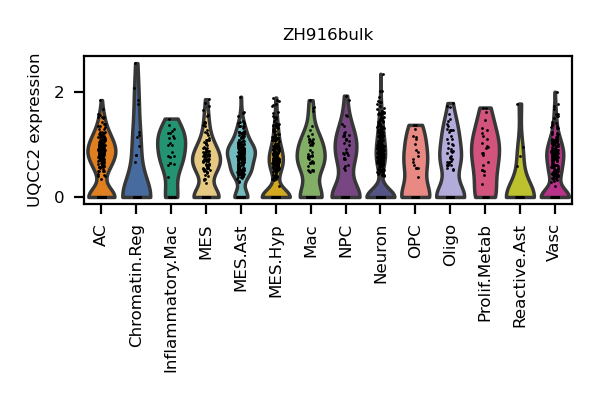 ZH916bulk
UQCC2 expression
2
0
AC
Chromatin.Reg
Inflammatory.Mac
MES
MES.Ast
MES.Hyp
Mac
NPC
Neuron
OPC
Oligo
Prolif.Metab
Reactive.Ast
Vasc